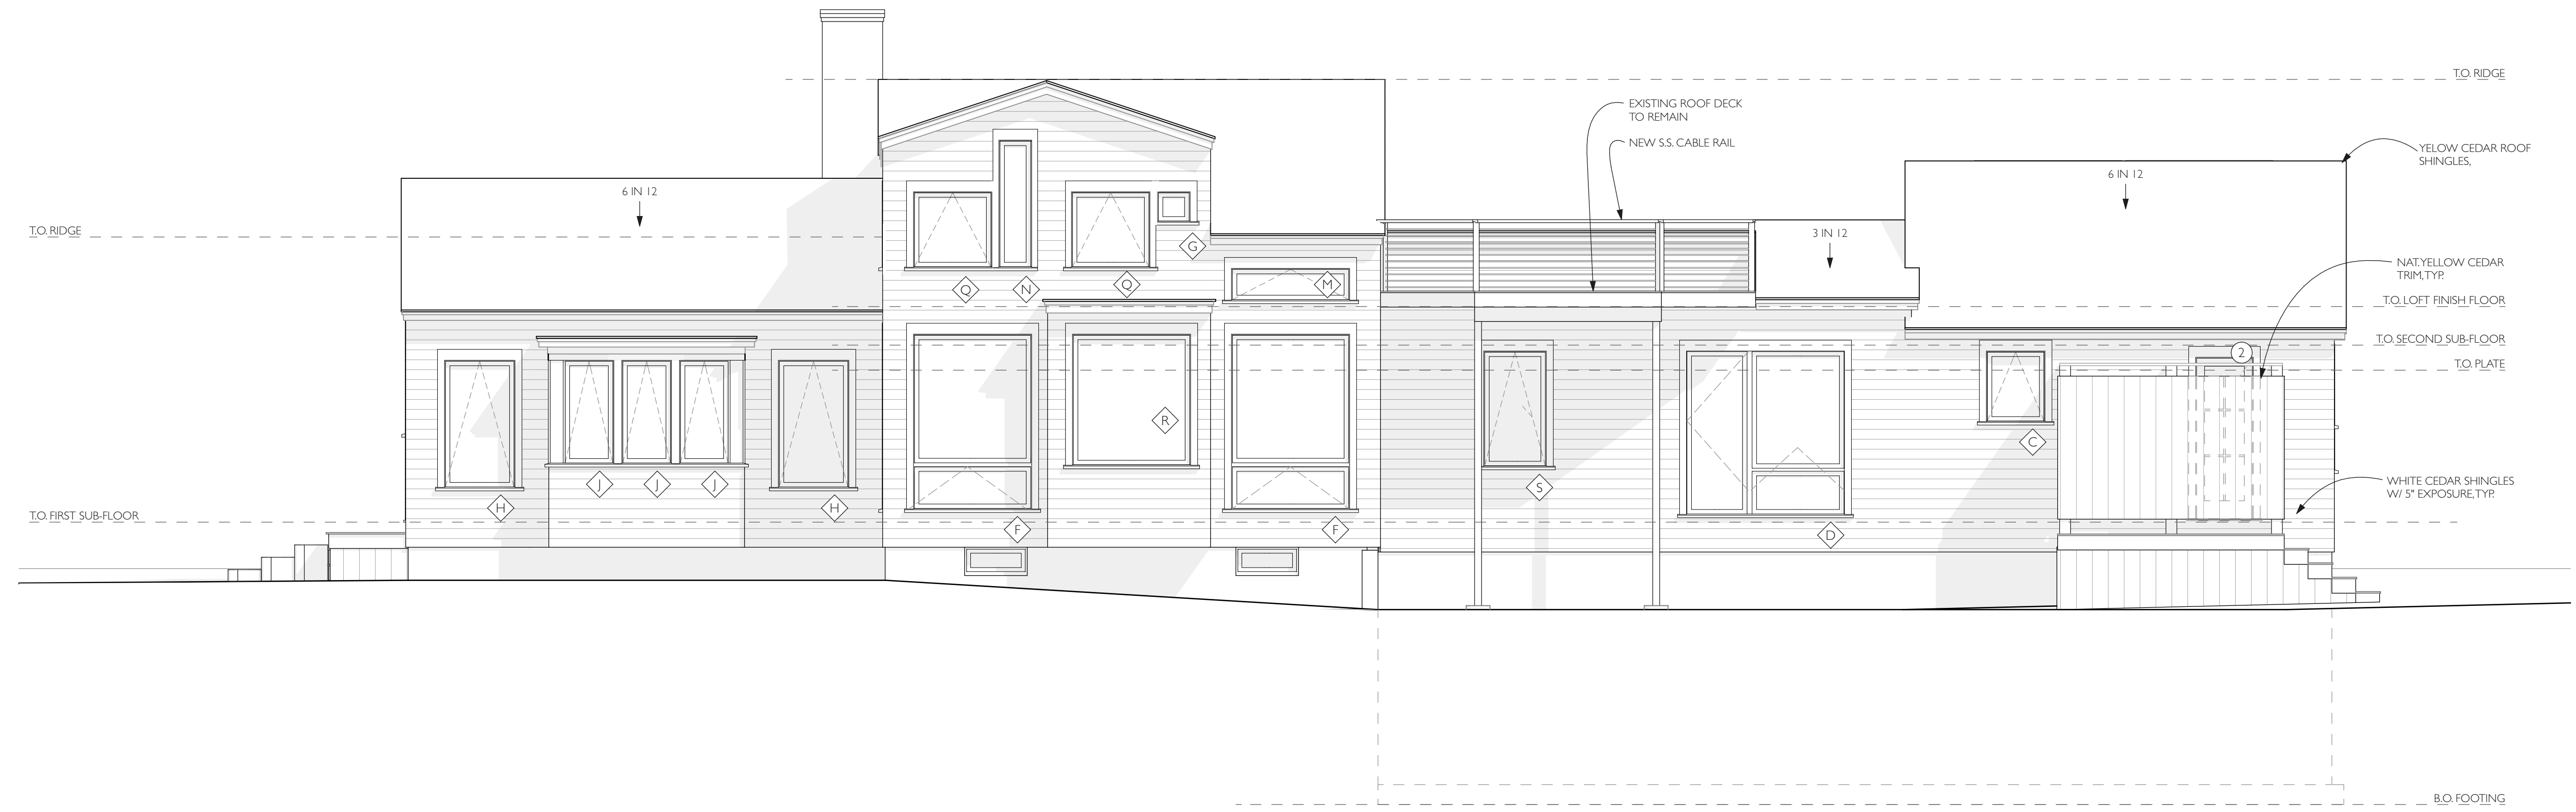 T.O. RIDGE
EXISTING ROOF DECK
TO REMAIN
NEW S.S. CABLE RAIL
YELOW CEDAR ROOF
SHINGLES,
6 IN 12
6 IN 12
T.O. RIDGE
3 IN 12
G
NAT. YELLOW CEDAR
TRIM, TYP.
Q
N
Q
M
T.O. LOFT FINISH FLOOR
T.O. SECOND SUB-FLOOR
2
T.O. PLATE
R
C
J
J
J
S
WHITE CEDAR SHINGLES
W/ 5" EXPOSURE, TYP.
H
H
T.O. FIRST SUB-FLOOR
F
F
D
B.O. FOOTING